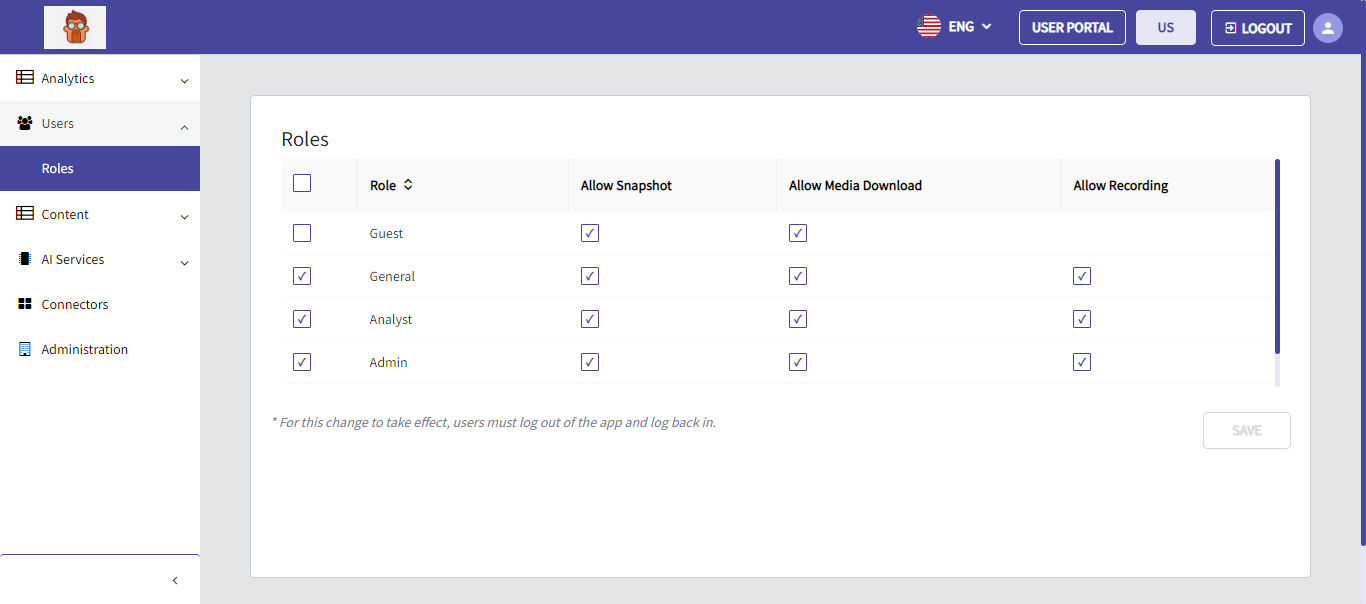 ENG
USER PORTAL
US
LOGOUT
Analytics
Users
Roles
Content
AI Services
Connectors
Administration
Roles
Role Allow Snapshot Allow Media Download Allow Recording
Guest
General
Analyst
Admin
* For this change to take effect, users must log out of the app and log back in.
SAVE